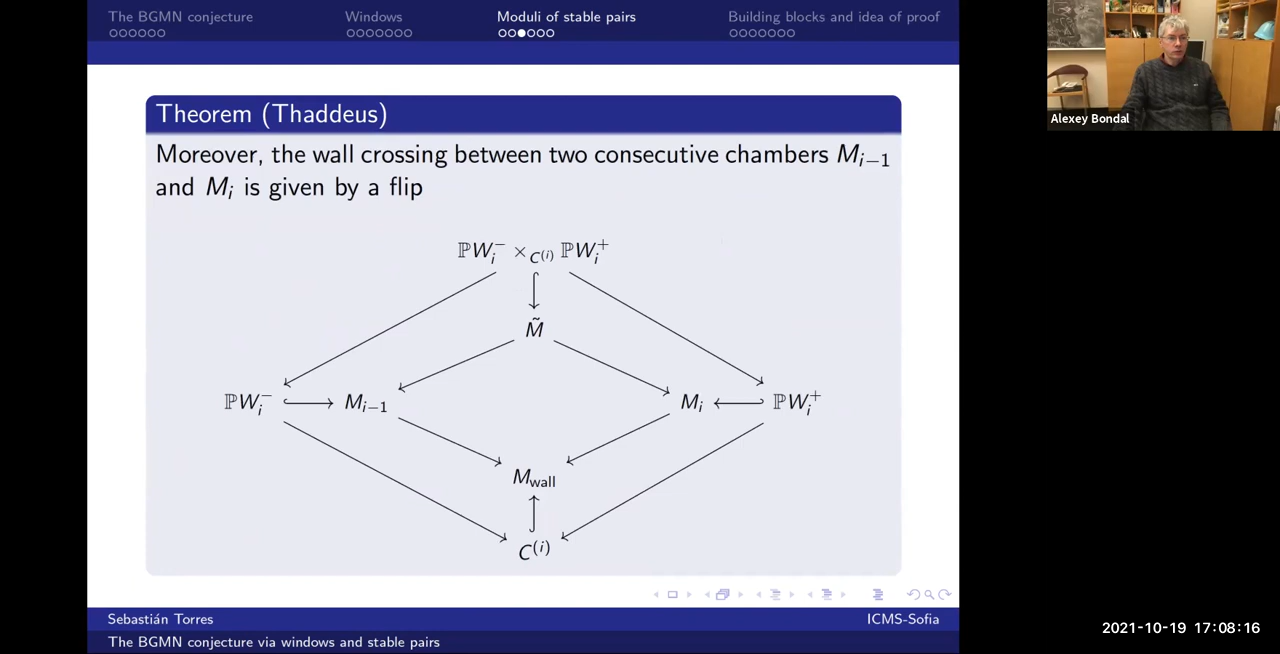 The BGMN conjecture Windows Moduli of stable pairs Building blocks and idea of proof
Theorem (Thaddeus)
Moreover, the wall crossing between two consecutive chambers M_{i−1}
and M_i is given by a flip
ℙW_i^− ×_{C^{(i)}} ℙW_i^+
M̃
ℙW_i^− M_{i−1} M_i ℙW_i^+
M_wall
C^{(i)}
Sebastián Torres ICMS-Sofia
The BGMN conjecture via windows and stable pairs
Alexey Bondal
2021-10-19 17:08:16